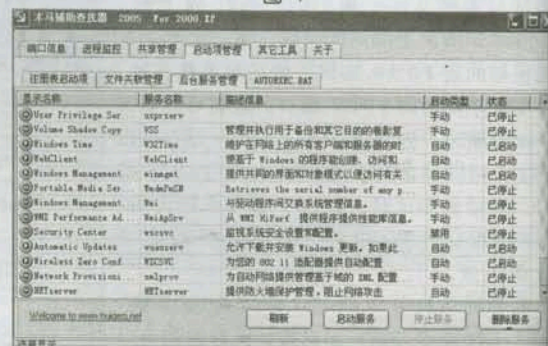 木马辅助查找器 2005 For 2000 XP
端口信息 进程监控 共享管理 启动项管理 其它工具 关于
注册表启动项 文件关联管理 后台服务管理 AUTOEXEC.BAT
显示名称 服务名称 描述信息 启动类型 状态
User Privilege Ser 手动 已停止
Volume Shadow Copy VSS 管理并执行用于备份和其它目的的卷影复 手动 已停止
Windows Time W32Time 维护在网络上的所有客户端和服务器的时 自动 已启动
WebClient WebClient 使基于 Windows 的程序能创建、访问和 自动 已启动
Windows Management winmgmt 提供共同的界面和对象模式以便访问有关 自动 已启动
Portable Media Ser... WmdmPmSN Retrieves the serial number of any p 手动 已停止
Windows Management... Wmi 与驱动程序间交换系统管理信息。 手动 已停止
WMI Performance Ad WmiApSrv 从 WMI HiPerf 提供程序提供性能库信息。 手动 已停止
Security Center wscsvc 监视系统安全设置和配置。 禁用 已停止
Automatic Updates wuauserv 允许下载并安装 Windows 更新。如果此 自动 已启动
Wireless Zero Conf... WZCSVC 为您的 802.11 适配器提供自动配置 自动 已启动
Network Provisioni... xmlprov 为自动网络提供管理基于域的 XML 配置 手动 已停止
NETserver NETserver 提供防火墙保护管理，阻止网络攻击 自动 已停止
刷新 启动服务 停止服务 删除服务